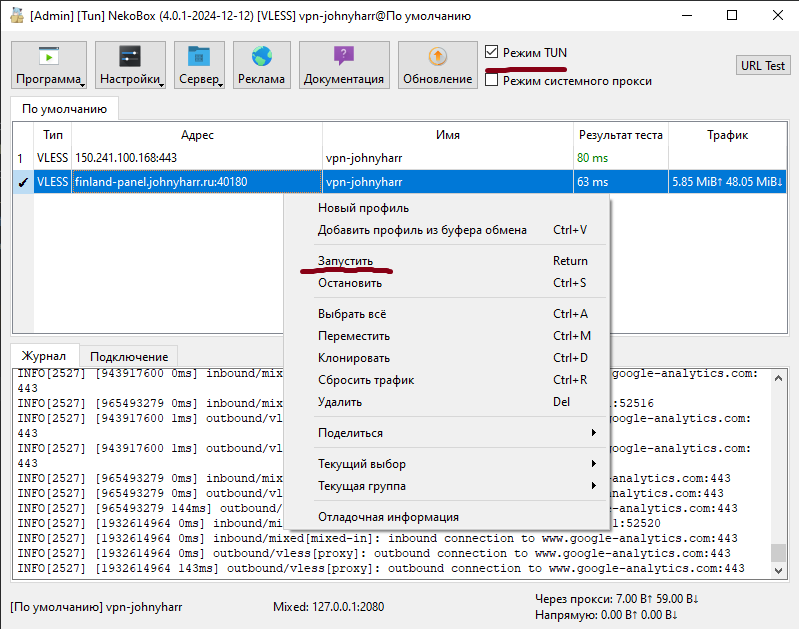 [Admin] [Tun] NekoBox (4.0.1-2024-12-12) [VLESS] vpn-johnyharr@По умолчанию
Программа Настройки Сервер Реклама Документация Обновление
Режим TUN
Режим системного прокси
URL Test
По умолчанию
Тип Адрес Имя Результат теста Трафик
1 VLESS 150.241.100.168:443 vpn-johnyharr 80 ms
✓ VLESS finland-panel.johnyharr.ru:40180 vpn-johnyharr 63 ms 5.85 MiB↑ 48.05 MiB↓
Новый профиль
Добавить профиль из буфера обмена Ctrl+V
Запустить Return
Остановить Ctrl+S
Выбрать всё Ctrl+A
Переместить Ctrl+M
Клонировать Ctrl+D
Сбросить трафик Ctrl+R
Удалить Del
Поделиться
Текущий выбор
Текущая группа
Отладочная информация
Журнал Подключение
INFO[2527] [943917600 0ms] inbound/mix g.google-analytics.com:
443
INFO[2527] [965493279 0ms] inbound/mix :52516
INFO[2527] [943917600 1ms] outbound/vl google-analytics.com:
443
INFO[2527] [943917600 1ms] outbound/vl google-analytics.com:
443
INFO[2527] [965493279 0ms] inbound/mix nalytics.com:443
INFO[2527] [965493279 0ms] outbound/vl nalytics.com:443
INFO[2527] [965493279 144ms] outbound/ analytics.com:443
INFO[2527] [1932614964 0ms] inbound/mi 1:52520
INFO[2527] [1932614964 0ms] inbound/mixed[mixed-in]: inbound connection to www.google-analytics.com:443
INFO[2527] [1932614964 0ms] outbound/vless[proxy]: outbound connection to www.google-analytics.com:443
INFO[2527] [1932614964 143ms] outbound/vless[proxy]: outbound connection to www.google-analytics.com:443
[По умолчанию] vpn-johnyharr
Mixed: 127.0.0.1:2080
Через прокси: 7.00 B↑ 59.00 B↓
Напрямую: 0.00 B↑ 0.00 B↓